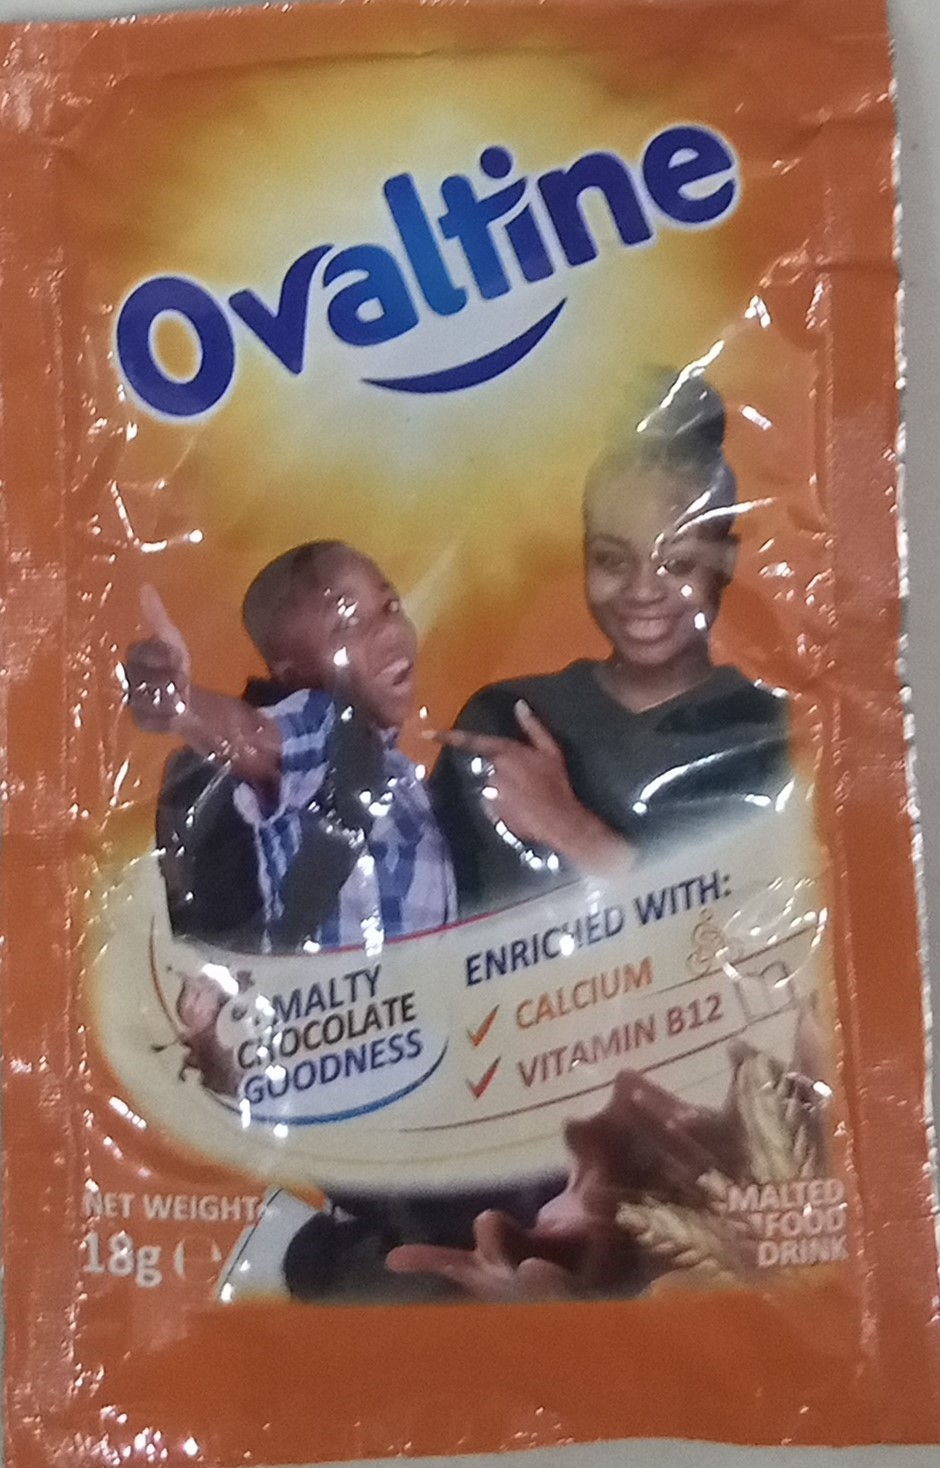 Ovaltine
MALTY
CHOCOLATE
GOODNESS
ENRICHED WITH:
CALCIUM
VITAMIN B12
NET WEIGHT
18g e
MALTED
FOOD
DRINK